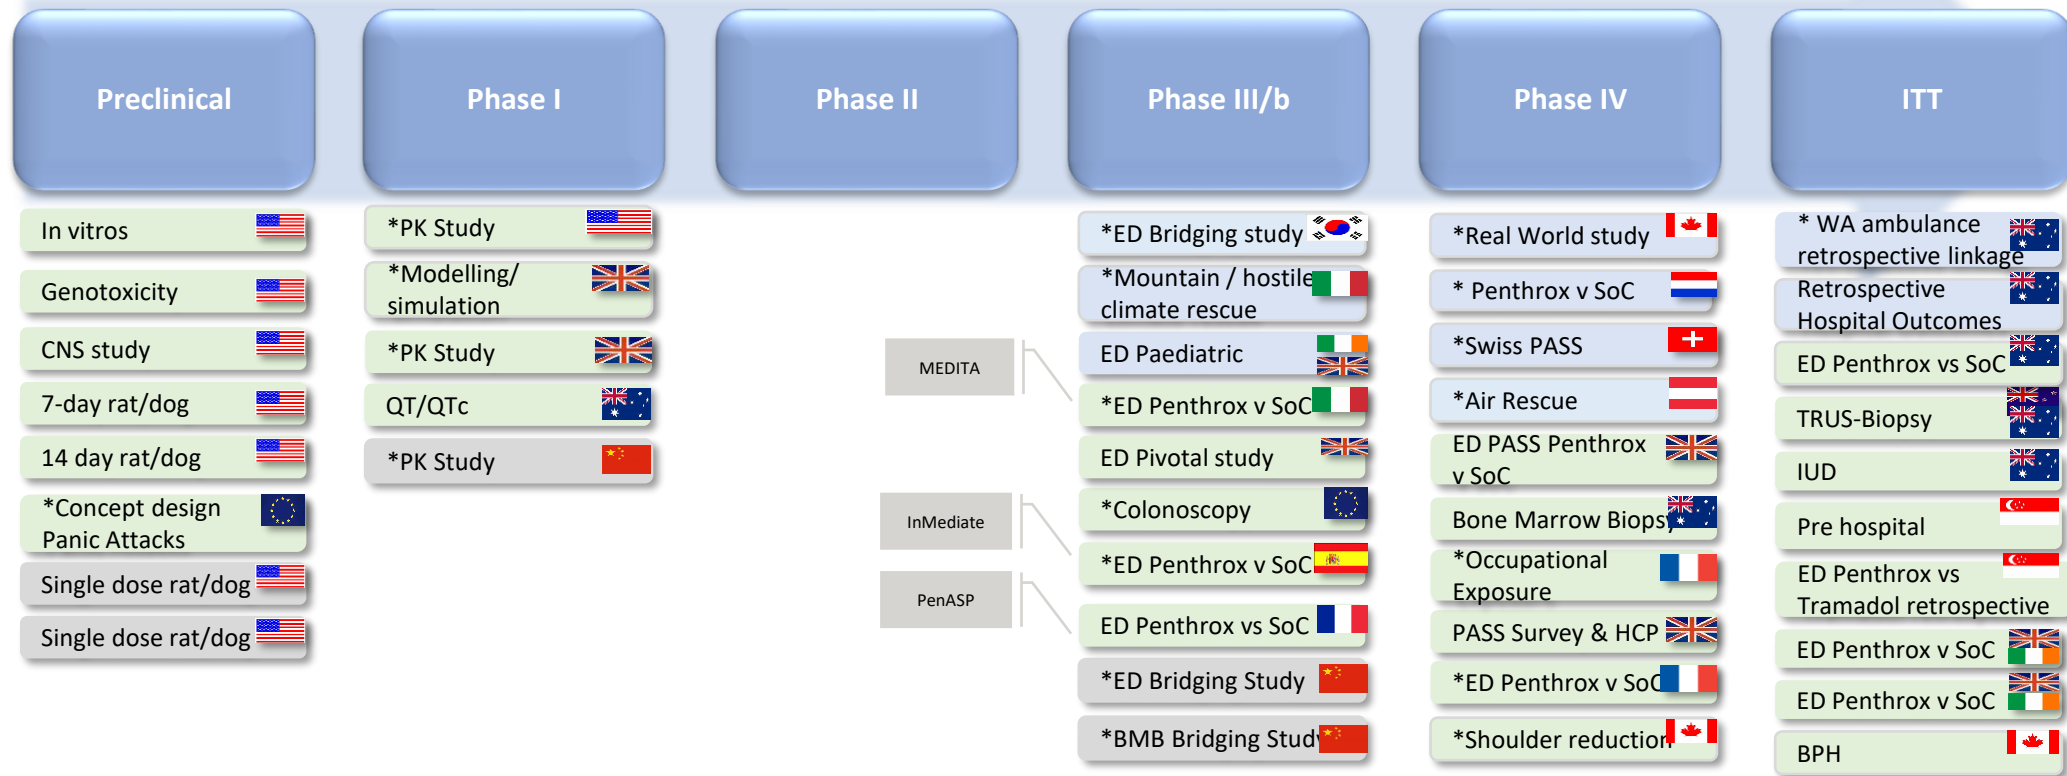 Preclinical
Phase I
Phase II
Phase III/b
Phase IV
ITT
In vitros
Genotoxicity
CNS study
7-day rat/dog
14 day rat/dog
*Concept design
Panic Attacks
Single dose rat/dog
Single dose rat/dog
*PK Study
*Modelling/
simulation
*PK Study
QT/QTc
*PK Study
MEDITA
InMediate
PenASP
*ED Bridging study
*Mountain / hostile
climate rescue
ED Paediatric
*ED Penthrox v SoC
ED Pivotal study
*Colonoscopy
*ED Penthrox v SoC
ED Penthrox vs SoC
*ED Bridging Study
*BMB Bridging Study
*Real World study
* Penthrox v SoC
*Swiss PASS
*Air Rescue
ED PASS Penthrox
v SoC
Bone Marrow Biopsy
*Occupational
Exposure
PASS Survey & HCP
*ED Penthrox v SoC
*Shoulder reduction
* WA ambulance
retrospective linkage
Retrospective
Hospital Outcomes
ED Penthrox vs SoC
TRUS-Biopsy
IUD
Pre hospital
ED Penthrox vs
Tramadol retrospective
ED Penthrox v SoC
ED Penthrox v SoC
BPH